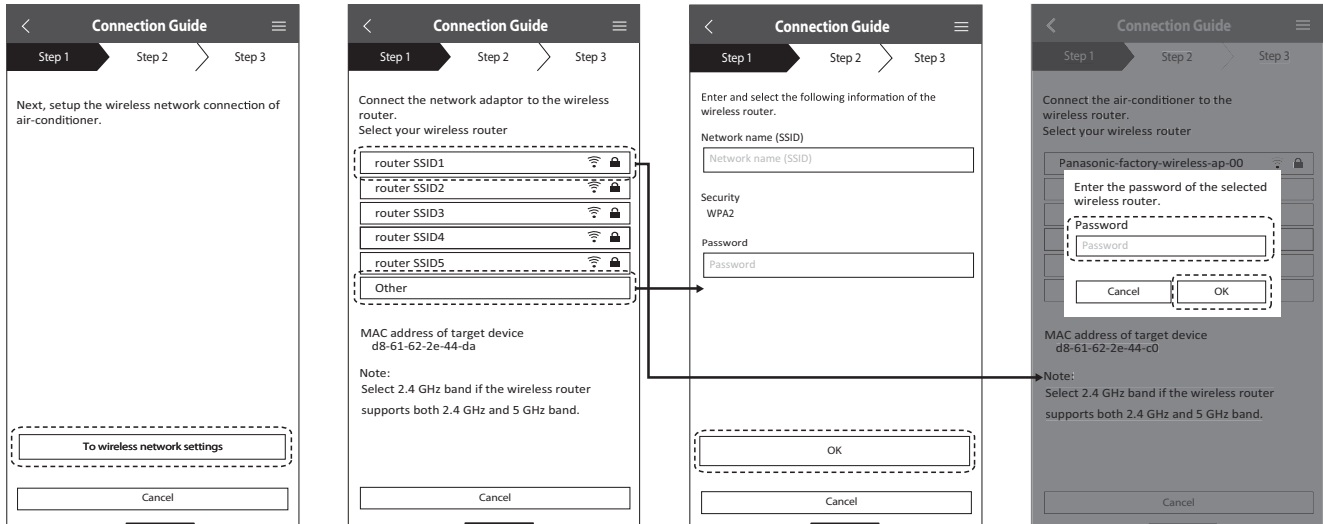 Connection Guide
Step 1 Step 2 Step 3
Next, setup the wireless network connection of
air-conditioner.
To wireless network settings
Cancel
Connection Guide
Step 1 Step 2 Step 3
Connect the network adaptor to the wireless
router.
Select your wireless router
router SSID1
router SSID2
router SSID3
router SSID4
router SSID5
Other
MAC address of target device
d8-61-62-2e-44-da
Note:
Select 2.4 GHz band if the wireless router
supports both 2.4 GHz and 5 GHz band.
Cancel
Connection Guide
Step 1 Step 2 Step 3
Enter and select the following information of the
wireless router.
Network name (SSID)
Network name (SSID)
Security
WPA2
Password
Password
OK
Cancel
Connection Guide
Step 1 Step 2 Step 3
Connect the air-conditioner to the
wireless router.
Select your wireless router
Panasonic-factory-wireless-ap-00
Enter the password of the selected
wireless router.
Password
Password
Cancel OK
MAC address of target device
d8-61-62-2e-44-c0
Note:
Select 2.4 GHz band if the wireless router
supports both 2.4 GHz and 5 GHz band.
Cancel